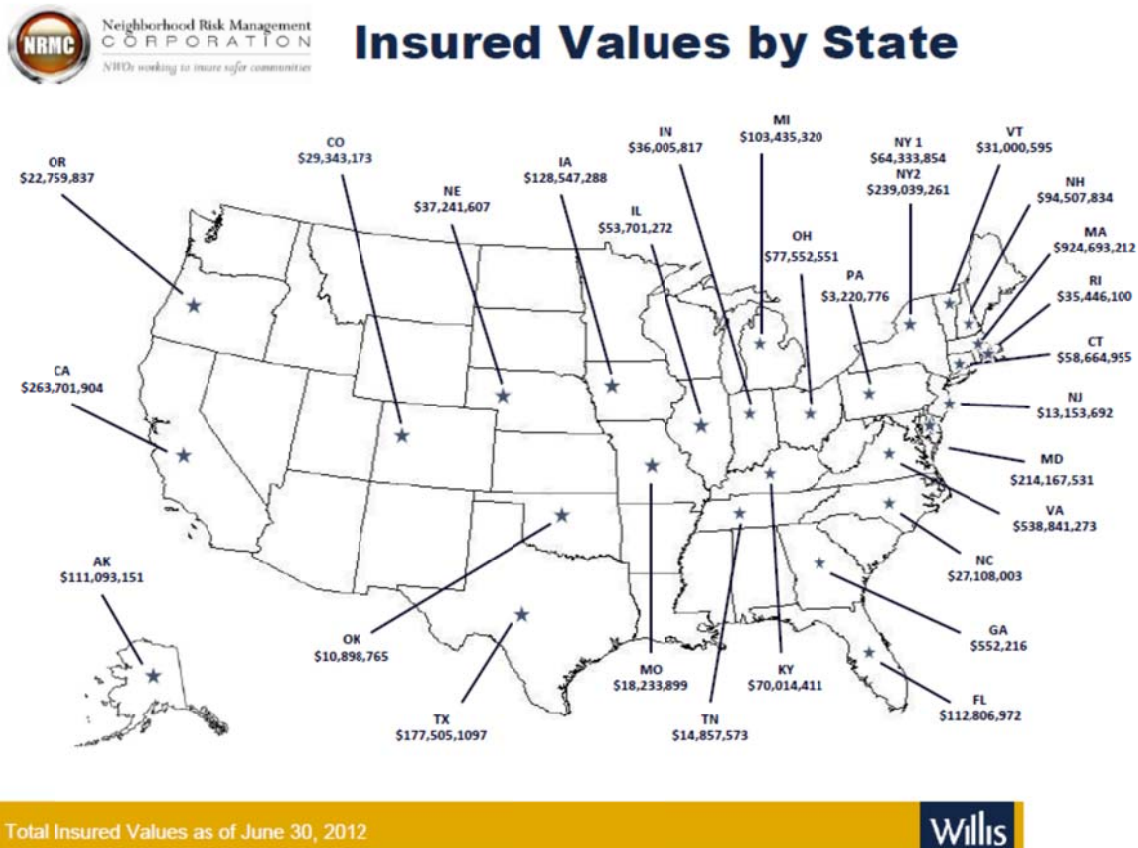 NRMC
Neighborhood Risk Management
CORPORATION
NWOs working to insure safer communities
Insured Values by State
OR
$22,759,837
CO
$29,343,173
NE
$37,241,607
IA
$128,547,288
IL
$53,701,272
IN
$36,005,817
MI
$103,435,320
OH
$77,552,551
PA
$3,220,776
NY 1
$64,333,854
NY2
$239,039,261
VT
$31,000,595
NH
$94,507,834
MA
$924,693,212
RI
$35,446,100
CT
$58,664,955
NJ
$13,153,692
MD
$214,167,531
VA
$538,841,273
NC
$27,108,003
GA
$552,216
FL
$112,806,972
CA
$263,701,904
AK
$111,093,151
OK
$10,898,765
TX
$177,505,1097
MO
$18,233,899
TN
$14,857,573
KY
$70,014,411
Total Insured Values as of June 30, 2012
Willis